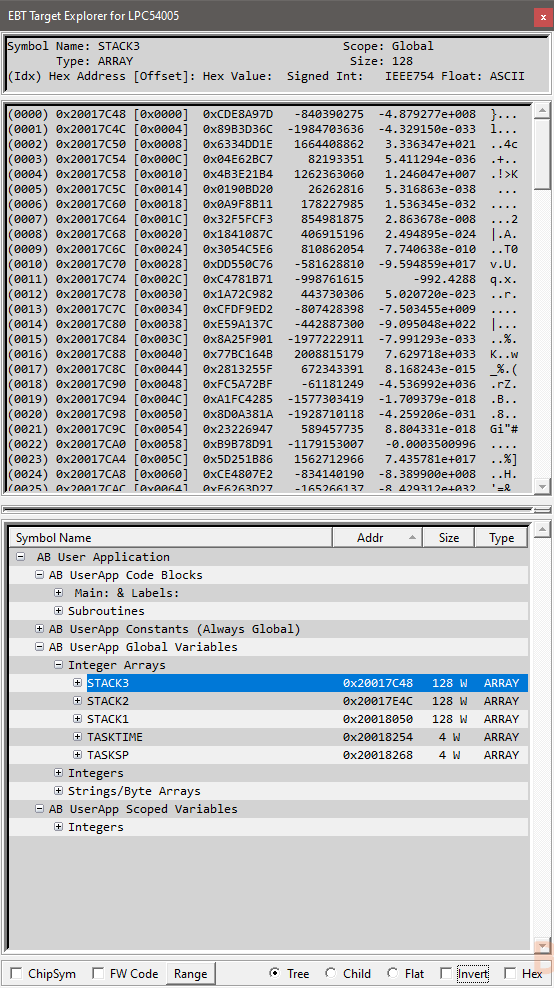 EBT Target Explorer for LPC54005
Symbol Name: STACK3 Scope: Global
Type: ARRAY Size: 128
(Idx) Hex Address [Offset]: Hex Value: Signed Int: IEEE754 Float: ASCII
(0000) 0x20017C48 [0x0000] 0xCDE8A97D -840390275 -4.879277e+008 }...
(0001) 0x20017C4C [0x0004] 0x89B3D36C -1984703636 -4.329150e-033 l...
(0002) 0x20017C50 [0x0008] 0x6334DD1E 1664408862 3.336347e+021 ..4c
(0003) 0x20017C54 [0x000C] 0x04E62BC7 82193351 5.411294e-036 .+..
(0004) 0x20017C58 [0x0010] 0x4B3E21B4 1262363060 1.246047e+007 .!>K
(0005) 0x20017C5C [0x0014] 0x0190BD20 26262816 5.316863e-038 ...
(0006) 0x20017C60 [0x0018] 0x0A9F8B11 178227985 1.536345e-032 ....
(0007) 0x20017C64 [0x001C] 0x32F5FCF3 854981875 2.863678e-008 ...2
(0008) 0x20017C68 [0x0020] 0x1841087C 406915196 2.494895e-024 |.A.
(0009) 0x20017C6C [0x0024] 0x3054C5E6 810862054 7.740638e-010 ..T0
(0010) 0x20017C70 [0x0028] 0xDD550C76 -581628810 -9.594859e+017 v.U.
(0011) 0x20017C74 [0x002C] 0xC4781B71 -998761615 -992.4288 q.x.
(0012) 0x20017C78 [0x0030] 0x1A72C982 443730306 5.020720e-023 ..r.
(0013) 0x20017C7C [0x0034] 0xCFDF9ED2 -807428398 -7.503455e+009 ....
(0014) 0x20017C80 [0x0038] 0xE59A137C -442887300 -9.095048e+022 |...
(0015) 0x20017C84 [0x003C] 0x8A25F901 -1977222911 -7.991293e-033 ..%.
(0016) 0x20017C88 [0x0040] 0x77BC164B 2008815179 7.629718e+033 K..w
(0017) 0x20017C8C [0x0044] 0x2813255F 672343391 8.168243e-015 _%.(
(0018) 0x20017C90 [0x0048] 0xFC5A72BF -61181249 -4.536992e+036 .rZ.
(0019) 0x20017C94 [0x004C] 0xA1FC4285 -1577303419 -1.709379e-018 .B..
(0020) 0x20017C98 [0x0050] 0x8D0A381A -1928710118 -4.259206e-031 .8..
(0021) 0x20017C9C [0x0054] 0x23226947 589457735 8.804331e-018 Gi"#
(0022) 0x20017CA0 [0x0058] 0xB9B78D91 -1179153007 -0.0003500996 ....
(0023) 0x20017CA4 [0x005C] 0x5D251B86 1562712966 7.435781e+017 ..%]
(0024) 0x20017CA8 [0x0060] 0xCE4807E2 -834140190 -8.389900e+008 ..H.
(0025) 0x20017CAC [0x0064] 0xF6263D27 -165266137 -8.429312e+032 '=&.
Symbol Name Addr Size Type
AB User Application
AB UserApp Code Blocks
Main: & Labels:
Subroutines
AB UserApp Constants (Always Global)
AB UserApp Global Variables
Integer Arrays
STACK3 0x20017C48 128 W ARRAY
STACK2 0x20017E4C 128 W ARRAY
STACK1 0x20018050 128 W ARRAY
TASKTIME 0x20018254 4 W ARRAY
TASKSP 0x20018268 4 W ARRAY
Integers
Strings/Byte Arrays
AB UserApp Scoped Variables
Integers
ChipSym FW Code Range Tree Child Flat Invert Hex